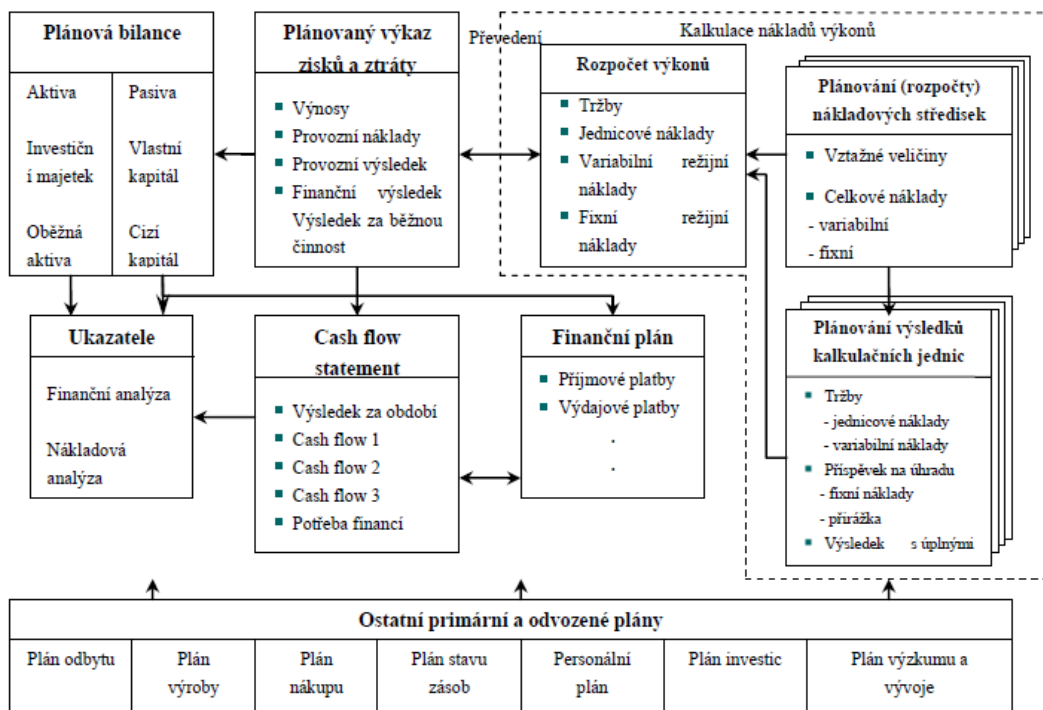 Plánová bilance
Aktiva
Investičn
í majetek
Oběžná
aktiva
Pasiva
Vlastní
kapitál
Cizí
kapitál
Plánovaný výkaz
zisků a ztráty
Výnosy
Provozní náklady
Provozní výsledek
Finanční výsledek
Výsledek za běžnou
činnost
Převedení
Kalkulace nákladů výkonů
Rozpočet výkonů
Tržby
Jednicové náklady
Variabilní režijní
náklady
Fixní režijní
náklady
Plánování (rozpočty)
nákladových středisek
Vztažné veličiny
Celkové náklady
- variabilní
- fixní
Ukazatele
Finanční analýza
Nákladová
analýza
Cash flow
statement
Výsledek za období
Cash flow 1
Cash flow 2
Cash flow 3
Potřeba financí
Finanční plán
Příjmové platby
Výdajové platby
.
.
Plánování výsledků
kalkulačních jednic
Tržby
- jednicové náklady
- variabilní náklady
Příspěvek na úhradu
- fixní náklady
- přirážka
Výsledek s úplnými
Ostatní primární a odvozené plány
Plán odbytu
Plán
výroby
Plán
nákupu
Plán stavu
zásob
Personální
plán
Plán investic
Plán výzkumu a
vývoje